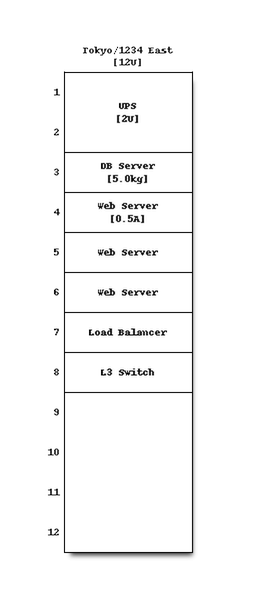 Tokyo/1234 East
[12U]
1
UPS
[2U]
2
3
DB Server
[5.0kg]
4
Web Server
[0.5A]
5
Web Server
6
Web Server
7
Load Balancer
8
L3 Switch
9
10
11
12